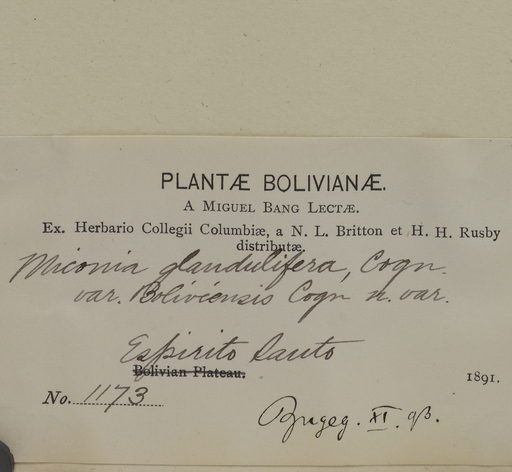 PLANTÆ BOLIVIANÆ.
A MIGUEL BANG LECTÆ.
Ex. Herbario Collegii Columbiæ, a N. L. Britton et H. H. Rusby
distributæ.
Miconia glandulifera, Cogn.
var. Boliviensis Cogn n. var.
Espirito Santo
Bolivian Plateau.
1891.
No. 1173
XI.